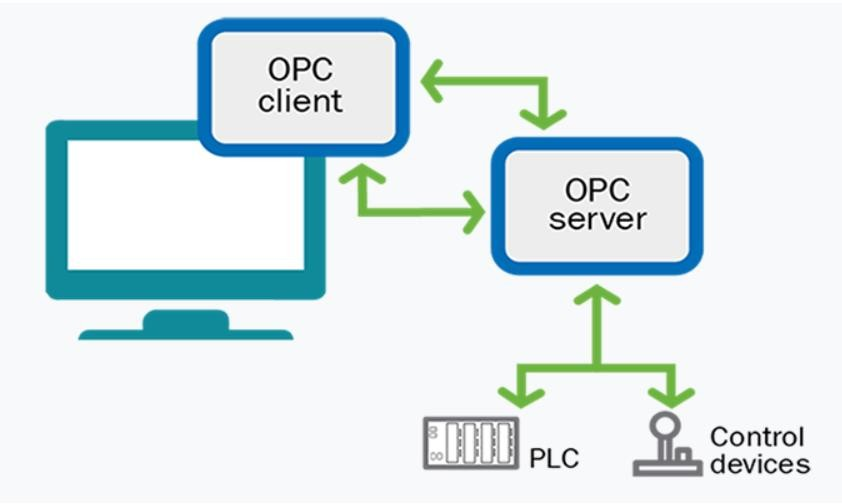 OPC
client
OPC
server
PLC
Control
devices